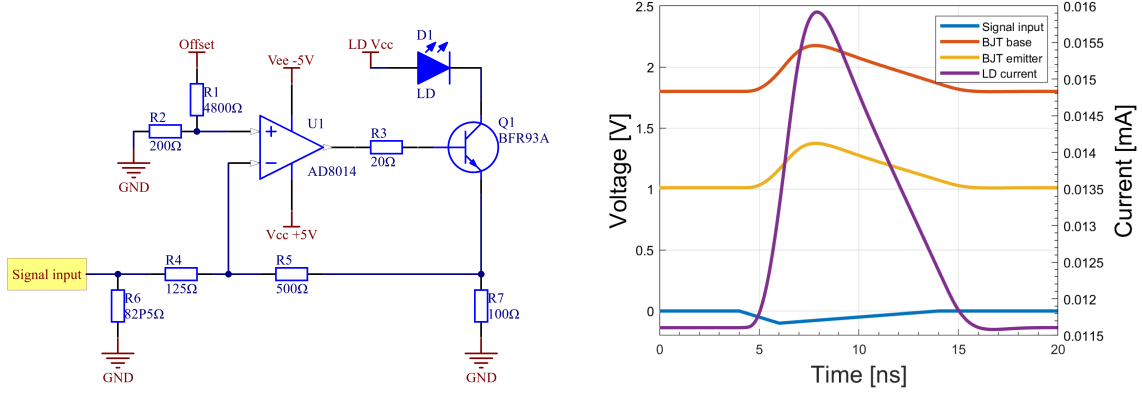 Offset
R1
4800Ω
R2
200Ω
GND
Vee -5V
+
−
U1
AD8014
Vcc +5V
R3
20Ω
LD Vcc
D1
LD
Q1
BFR93A
Signal input
R4
125Ω
R5
500Ω
R6
82P5Ω
GND
R7
100Ω
GND
Voltage [V]
2.5
2
1.5
1
0.5
0
0
5
10
15
20
Time [ns]
Signal input
BJT base
BJT emitter
LD current
0.016
0.0155
0.015
0.0145
0.014
0.0135
0.013
0.0125
0.012
0.0115
Current [mA]